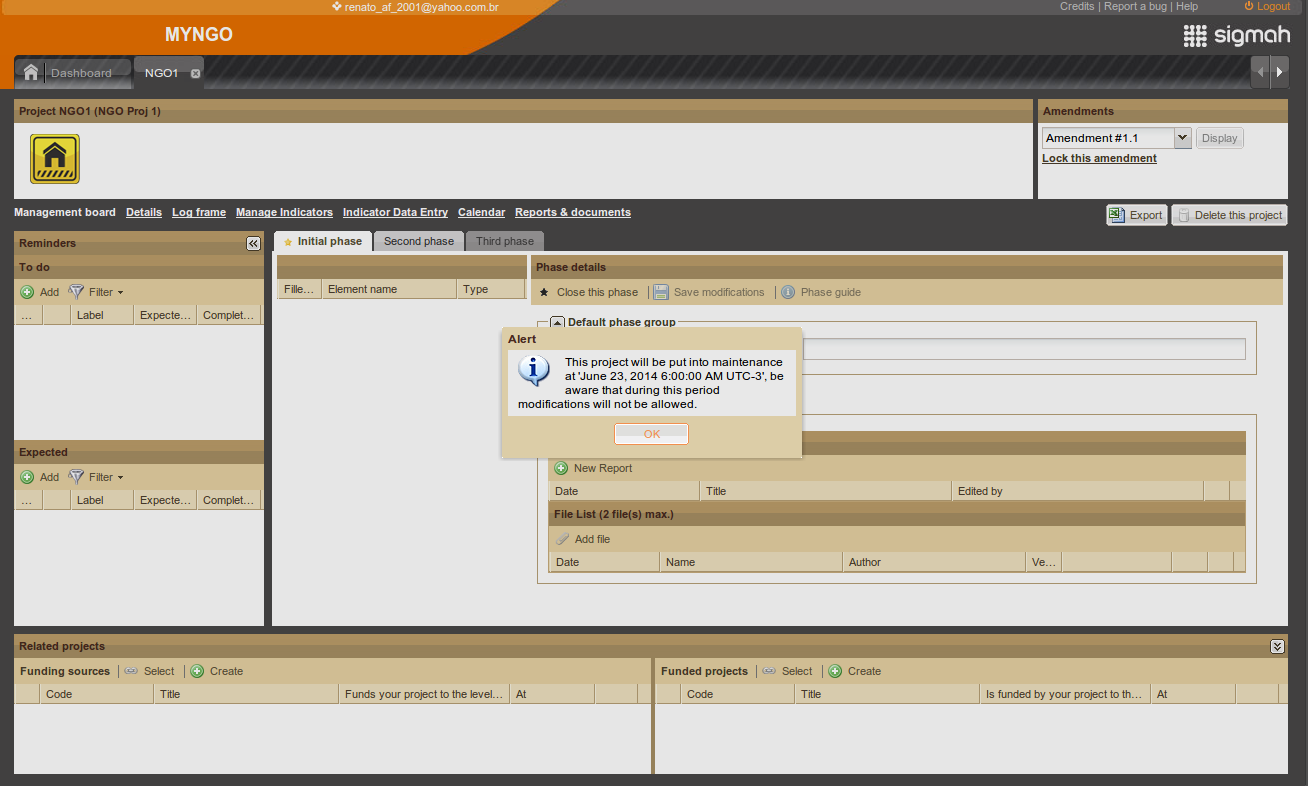 renato_af_2001@yahoo.com.br
Credits | Report a bug | Help
Logout
MYNGO
sigmah
Dashboard
NGO1
Project NGO1 (NGO Proj 1)
Amendments
Amendment #1.1
Display
Lock this amendment
Management board Details Log frame Manage Indicators Indicator Data Entry Calendar Reports & documents
Export
Delete this project
Reminders
To do
Add Filter
... Label Expecte... Complet...
Expected
Add Filter
... Label Expecte... Complet...
Initial phase Second phase Third phase
Fille... Element name Type
Phase details
Close this phase | Save modifications | Phase guide
Default phase group
Alert
This project will be put into maintenance
at 'June 23, 2014 6:00:00 AM UTC-3', be
aware that during this period
modifications will not be allowed.
OK
New Report
Date Title Edited by
File List (2 file(s) max.)
Add file
Date Name Author Ve...
Related projects
Funding sources | Select | Create
Code Title Funds your project to the level... At
Funded projects | Select | Create
Code Title Is funded by your project to th... At